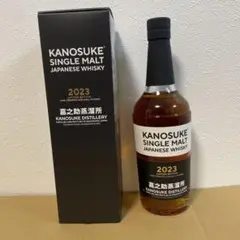 KANOSUKE
SINGLE MALT
JAPANESE WHISKY
2023
嘉之助蒸溜所
KANOSUKE DISTILLERY
KANOSUKE
SINGLE MALT
JAPANESE WHISKY
2023
嘉之助蒸溜所
KANOSUKE DISTILLERY